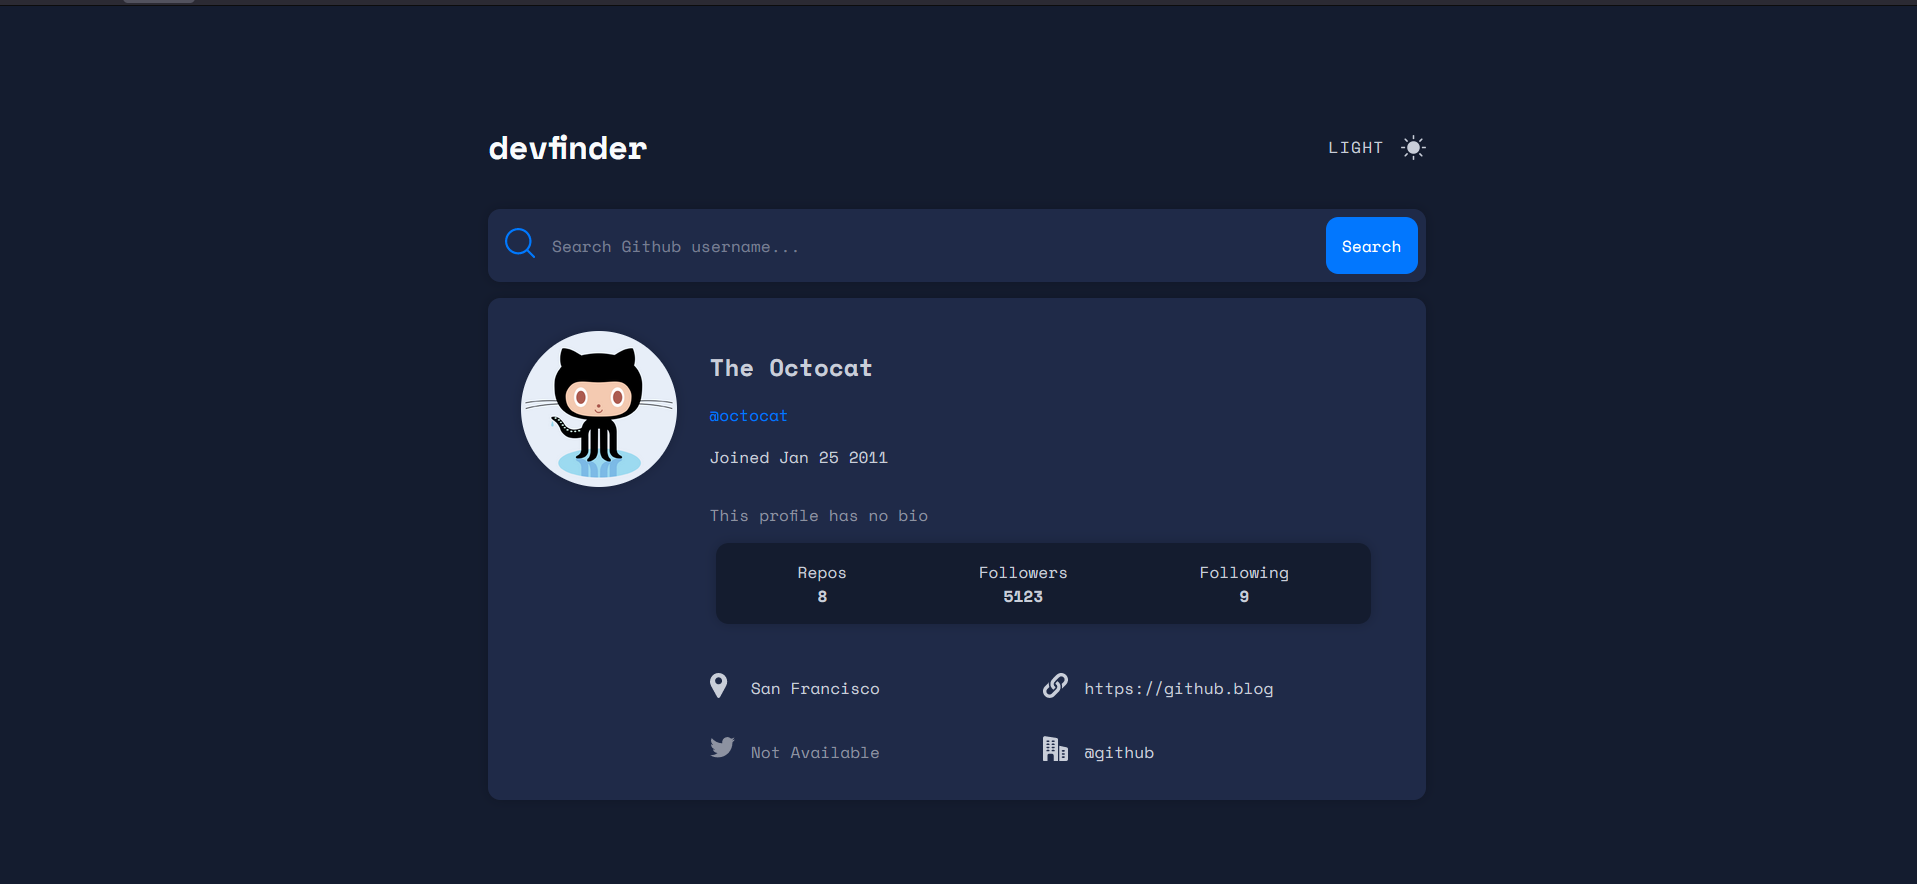 devfinder
LIGHT
Search Github username...
Search
The Octocat
@octocat
Joined Jan 25 2011
This profile has no bio
Repos Followers Following
8 5123 9
San Francisco https://github.blog
Not Available @github